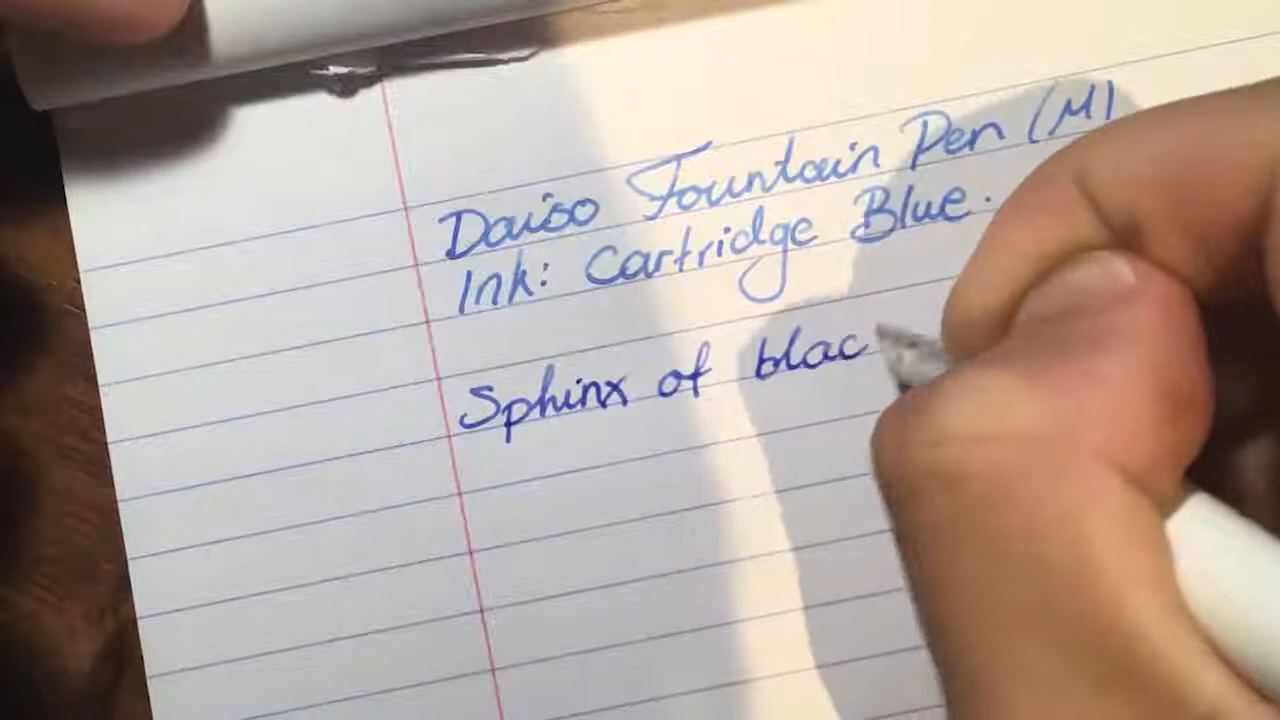 Daiso Fountain Pen (M)
Ink: Cartridge Blue.
Sphinx of blac